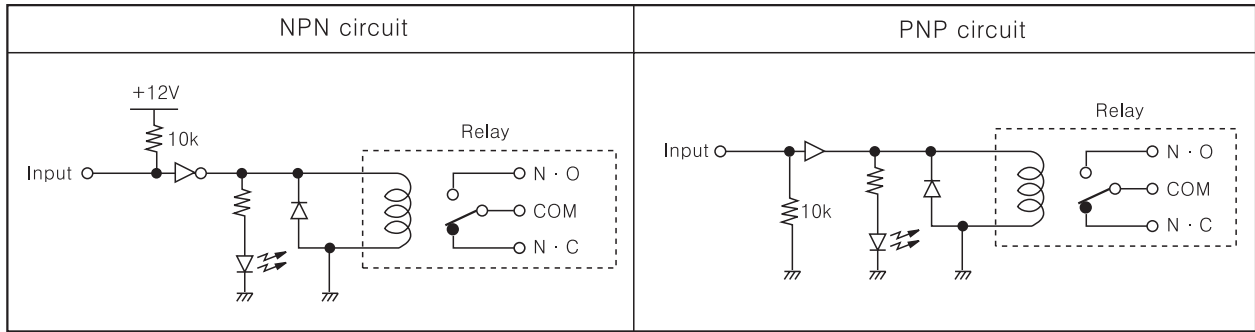 NPN circuit
PNP circuit
+12V
10k
Input
Relay
N · O
COM
N · C
Input
10k
Relay
N · O
COM
N · C